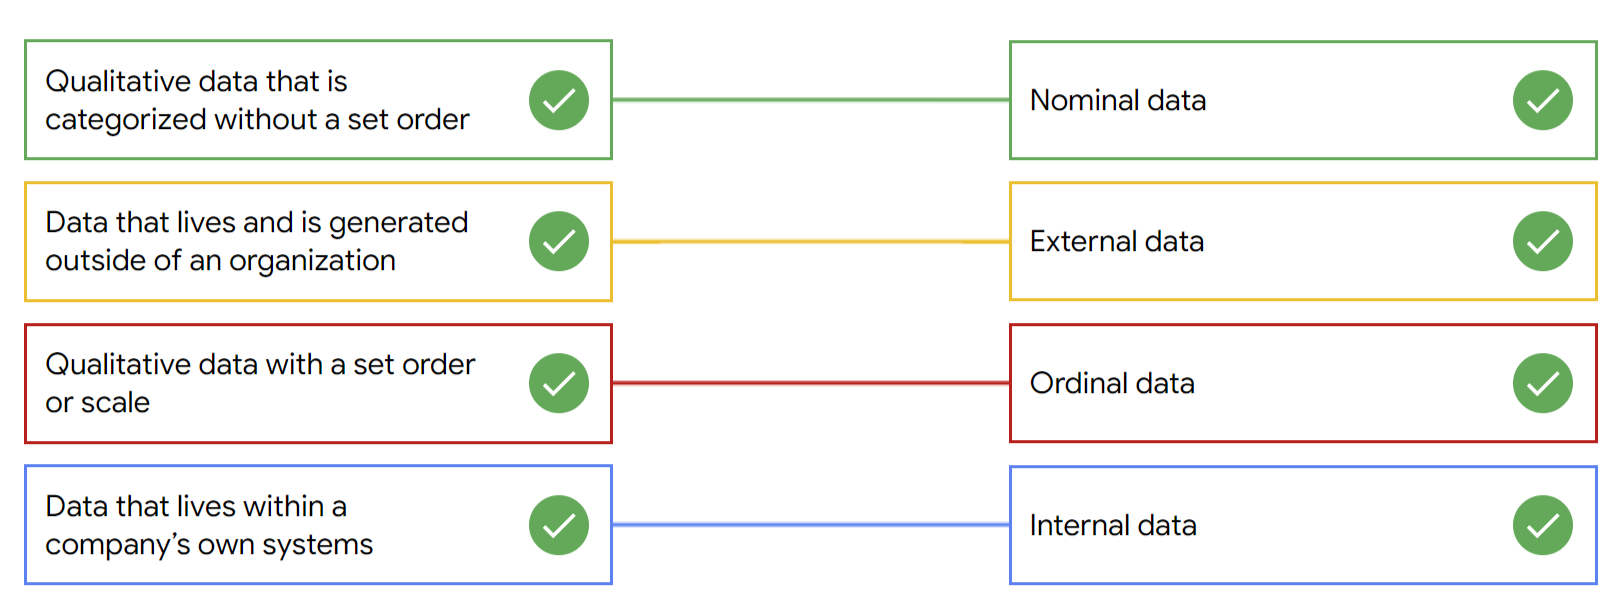 Qualitative data that is
categorized without a set order
Nominal data
Data that lives and is generated
outside of an organization
External data
Qualitative data with a set order
or scale
Ordinal data
Data that lives within a
company’s own systems
Internal data